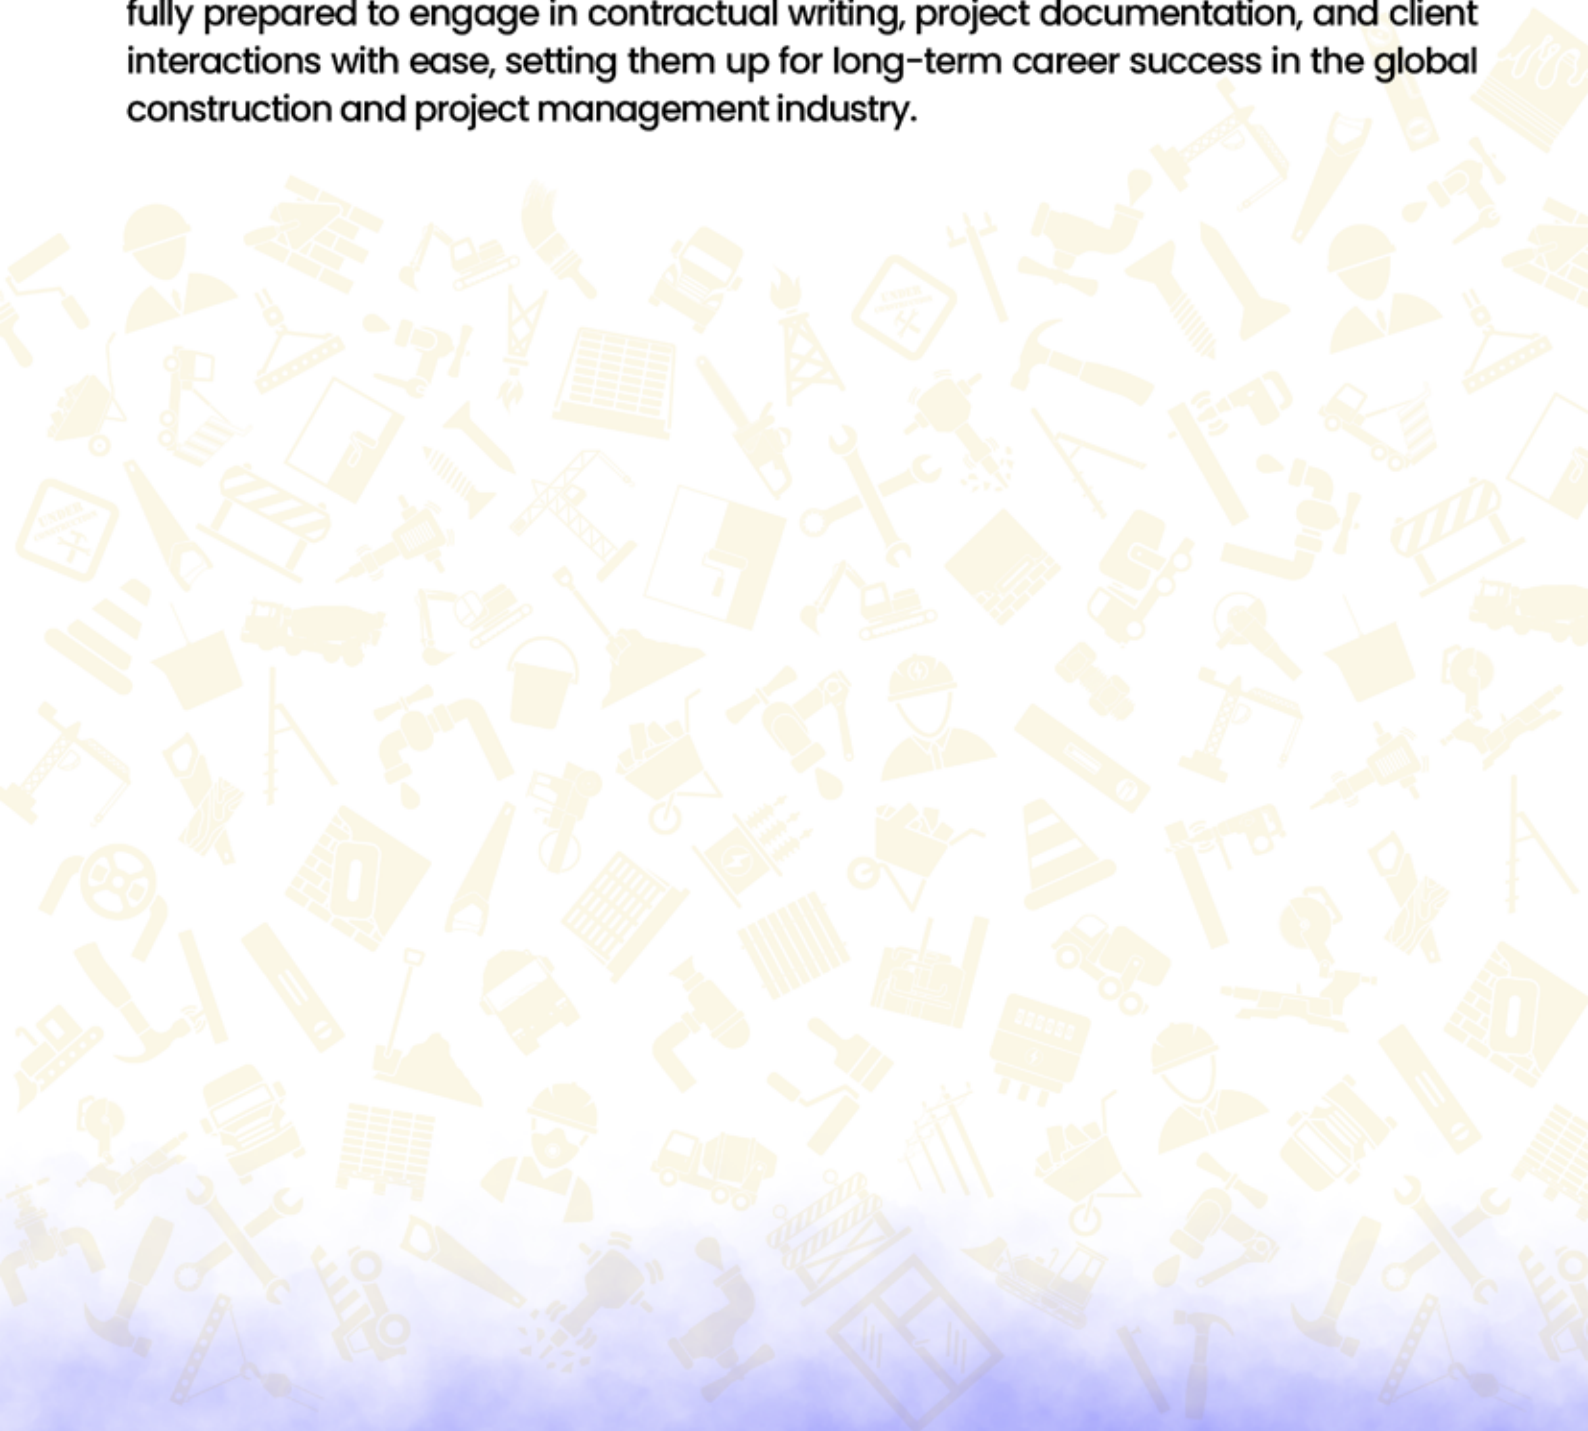 fully prepared to engage in contractual writing, project documentation, and client
interactions with ease, setting them up for long-term career success in the global
construction and project management industry.